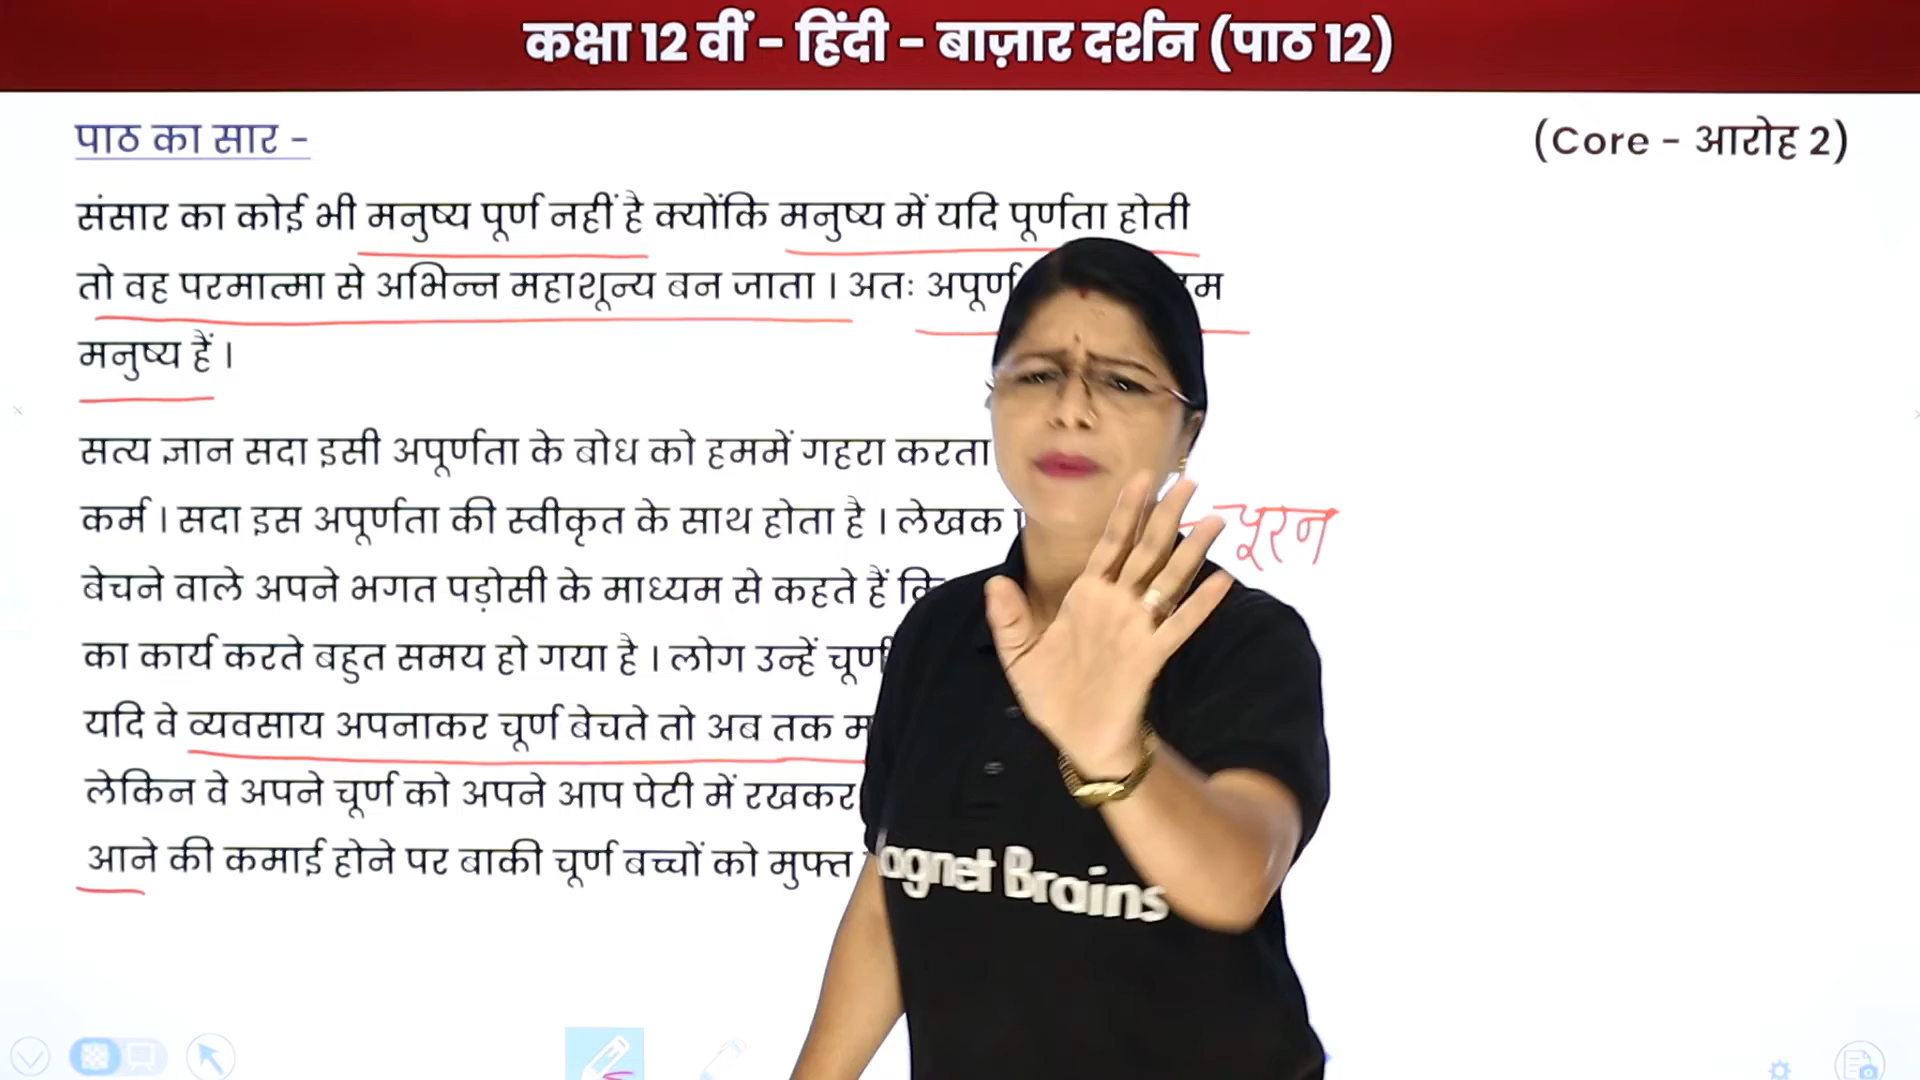 कक्षा 12 वीं - हिंदी - बाज़ार दर्शन (पाठ 12)
पाठ का सार -
(Core - आरोह 2)
संसार का कोई भी मनुष्य पूर्ण नहीं है क्योंकि मनुष्य में यदि पूर्णता होती
तो वह परमात्मा से अभिन्न महाशून्य बन जाता । अतः अपूर्ण
मनुष्य हैं ।
सत्य ज्ञान सदा इसी अपूर्णता के बोध को हममें गहरा करता
कर्म । सदा इस अपूर्णता की स्वीकृत के साथ होता है । लेखक
चूरन
बेचने वाले अपने भगत पड़ोसी के माध्यम से कहते हैं
का कार्य करते बहुत समय हो गया है । लोग उन्हें
यदि वे व्यवसाय अपनाकर चूर्ण बेचते तो अब तक
लेकिन वे अपने चूर्ण को अपने आप पेटी में रखकर
आने की कमाई होने पर बाकी चूर्ण बच्चों को मुफ्त
agnet Brains